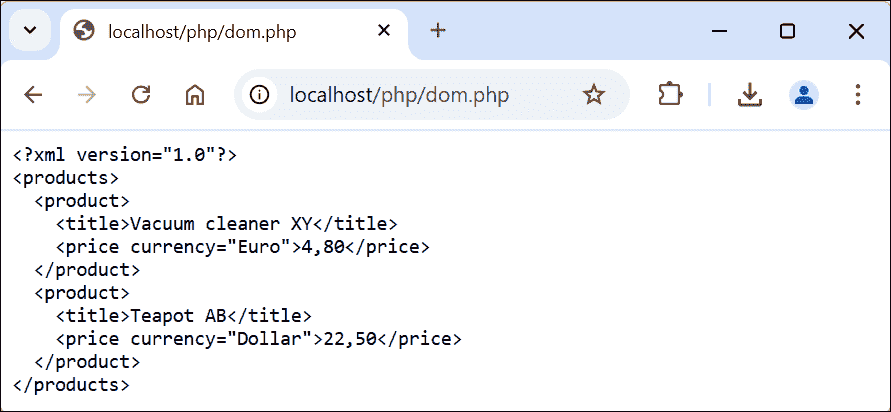 localhost/php/dom.php
localhost/php/dom.php
<?xml version="1.0"?>
<products>
  <product>
    <title>Vacuum cleaner XY</title>
    <price currency="Euro">4,80</price>
  </product>
  <product>
    <title>Teapot AB</title>
    <price currency="Dollar">22,50</price>
  </product>
</products>